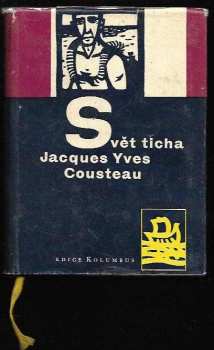 Svět ticha
Jacques Yves
Cousteau
EDICE KOLUMBUS